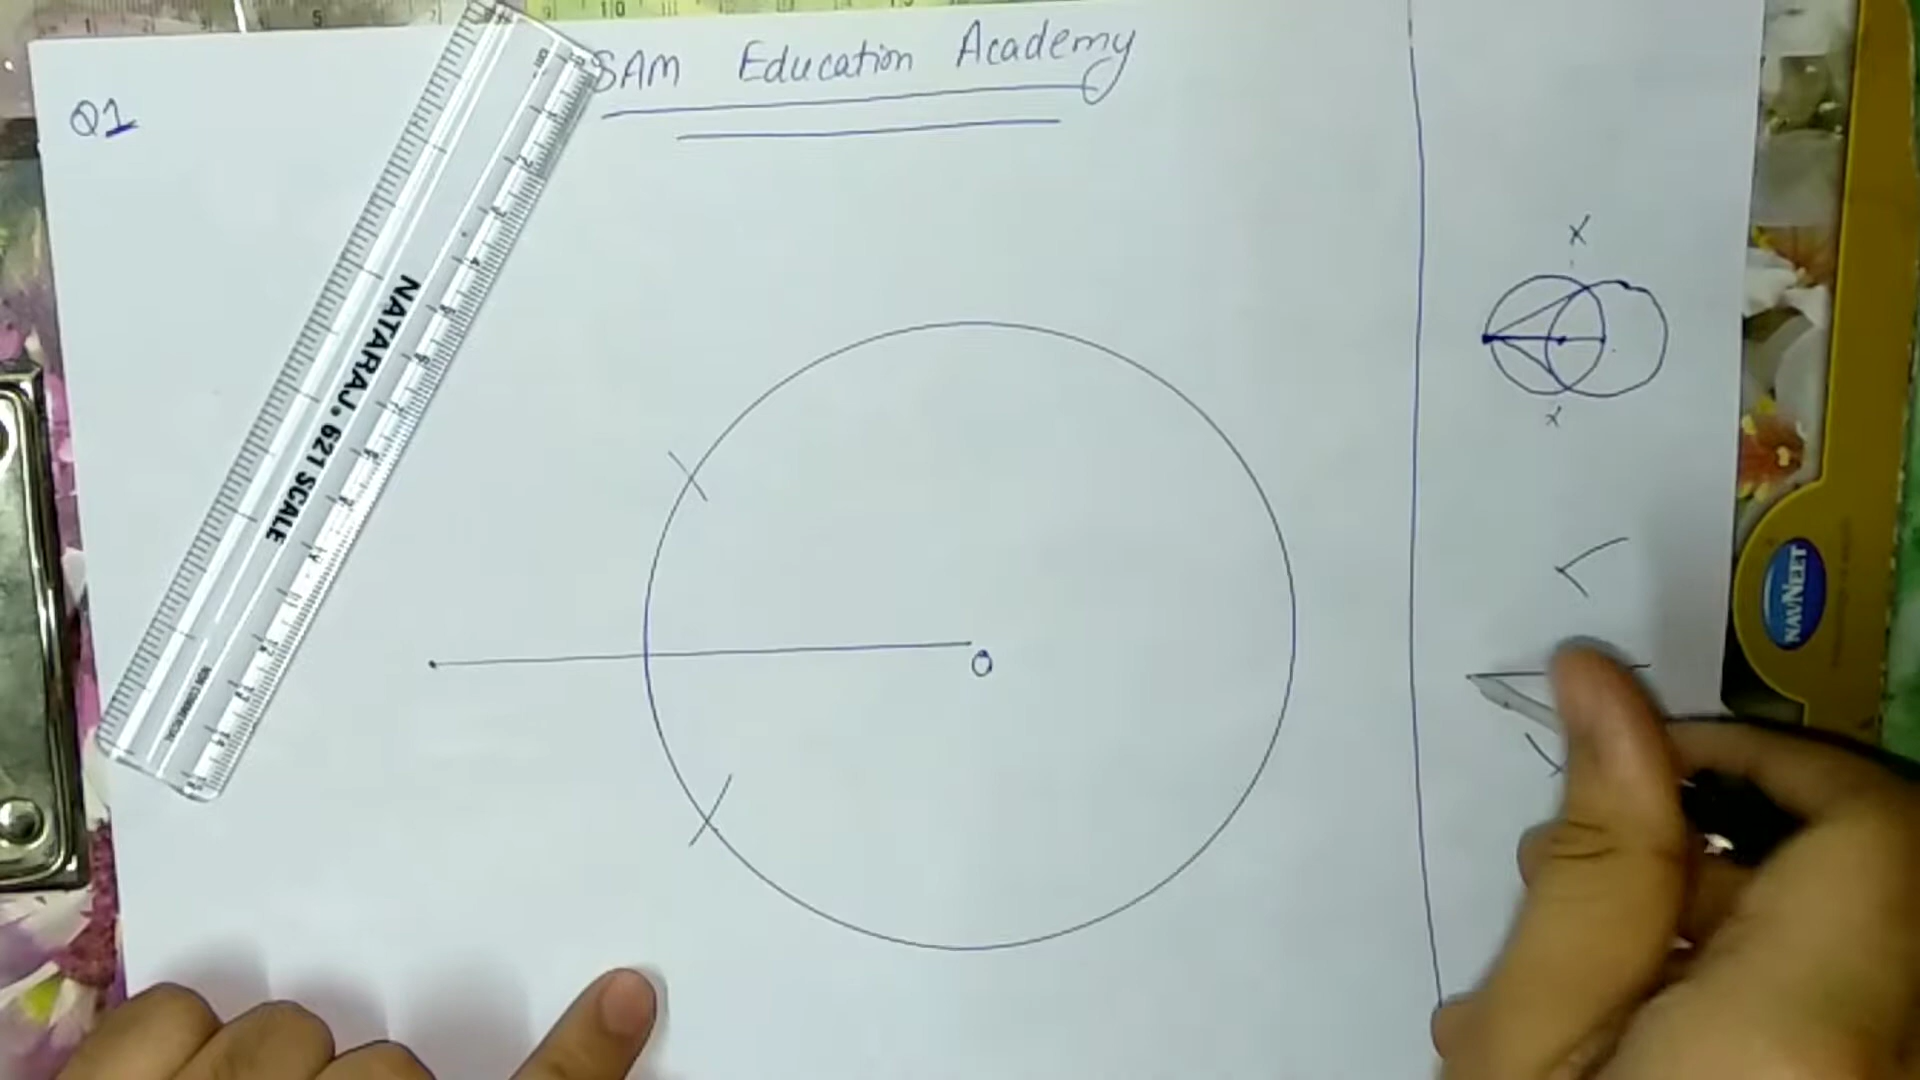 SAM Education Academy
Q1
NATARAJ. 621 SCALE
O
NAVNEET